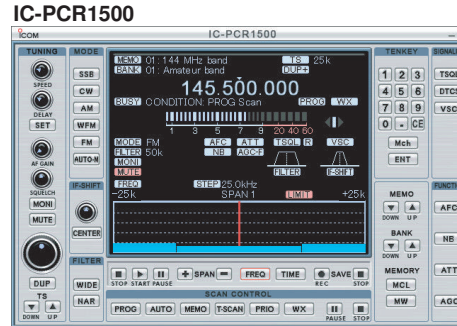 IC-PCR1500
ICOM
IC-PCR1500
TUNING
MODE
TENKEY
SIGNAL
SPEED
DELAY
SET
AF GAIN
SQUELCH
MONI
MUTE
DUP
TS
DOWN UP
SSB
CW
AM
WFM
FM
AUTO-N
IF-SHIFT
CENTER
FILTER
WIDE
NAR
MEMO 01: 144 MHz band TS 25k
BANK 01: Amateur band DUP+
145.500.000
BUSY CONDITION: PROG Scan PROG WX
1 3 5 7 9 20 40 60
MODE FM AFC ATT TSQL R VSC
FILTER 50k NB AGC-F
MONI
MUTE FILTER IF-SHIFT
FREQ STEP 25.0kHz LIMIT
-25k SPAN 1 +25k
STOP START PAUSE
SPAN
FREQ TIME
SAVE
REC STOP
SCAN CONTROL
PROG AUTO MEMO T-SCAN PRIO WX
PAUSE STOP
1 2 3
4 5 6
7 8 9
0 . CE
Mch
ENT
MEMO
DOWN UP
BANK
DOWN UP
MEMORY
MCL
MW
TSQL
DTCS
VSC
FUNCTI
AFC
NB
ATT
AGC